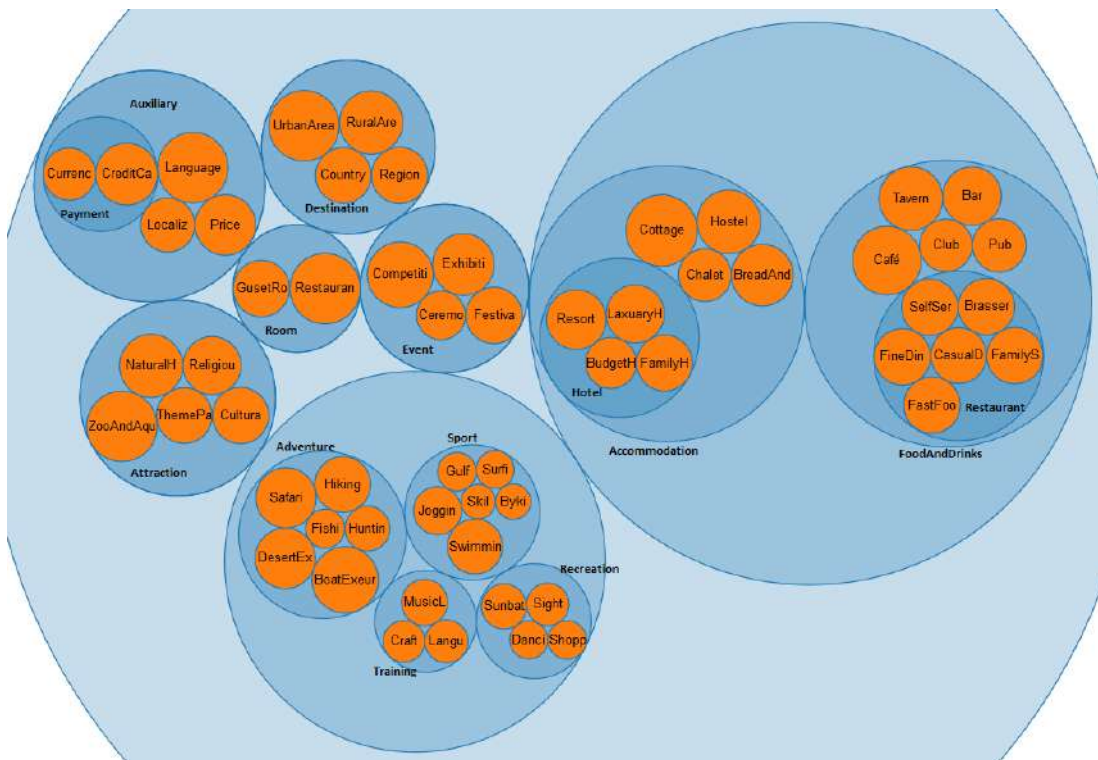 Auxiliary
Currenc
CreditCa
Language
Payment
Localiz
Price
UrbanArea
RuralAre
Country
Region
Destination
GusetRo
Restauran
Room
Competiti
Exhibiti
Ceremo
Festiva
Event
NaturalH
Religiou
ZooAndAqu
ThemePa
Cultura
Attraction
Adventure
Safari
Hiking
Fishi
Huntin
DesertEx
BoatExeur
Sport
Gulf
Surfi
Joggin
Skil
Byki
Swimmin
MusicL
Craft
Langu
Training
Recreation
Sunbat
Sight
Danci
Shopp
Cottage
Hostel
Chalet
BreadAnd
Resort
LaxuaryH
BudgetH
FamilyH
Hotel
Accommodation
Tavern
Bar
Café
Club
Pub
SelfSer
Brasser
FineDin
CasualD
FamilyS
FastFoo
Restaurant
FoodAndDrinks